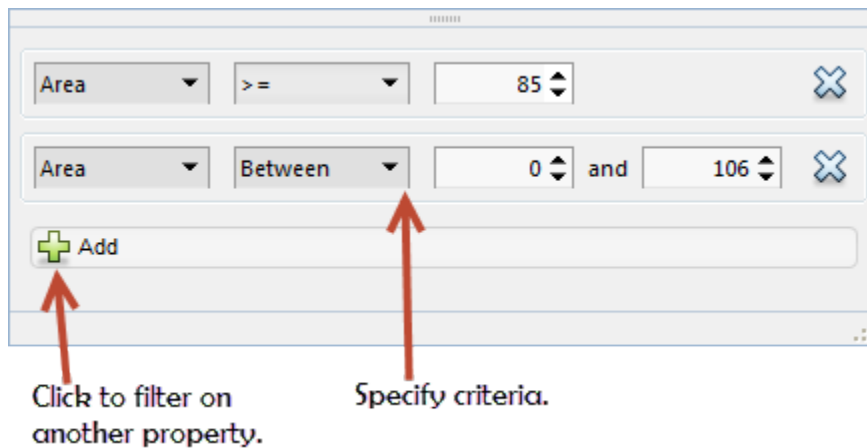 Area >= 85
Area Between 0 and 106
Add
Click to filter on Specify criteria.
another property.